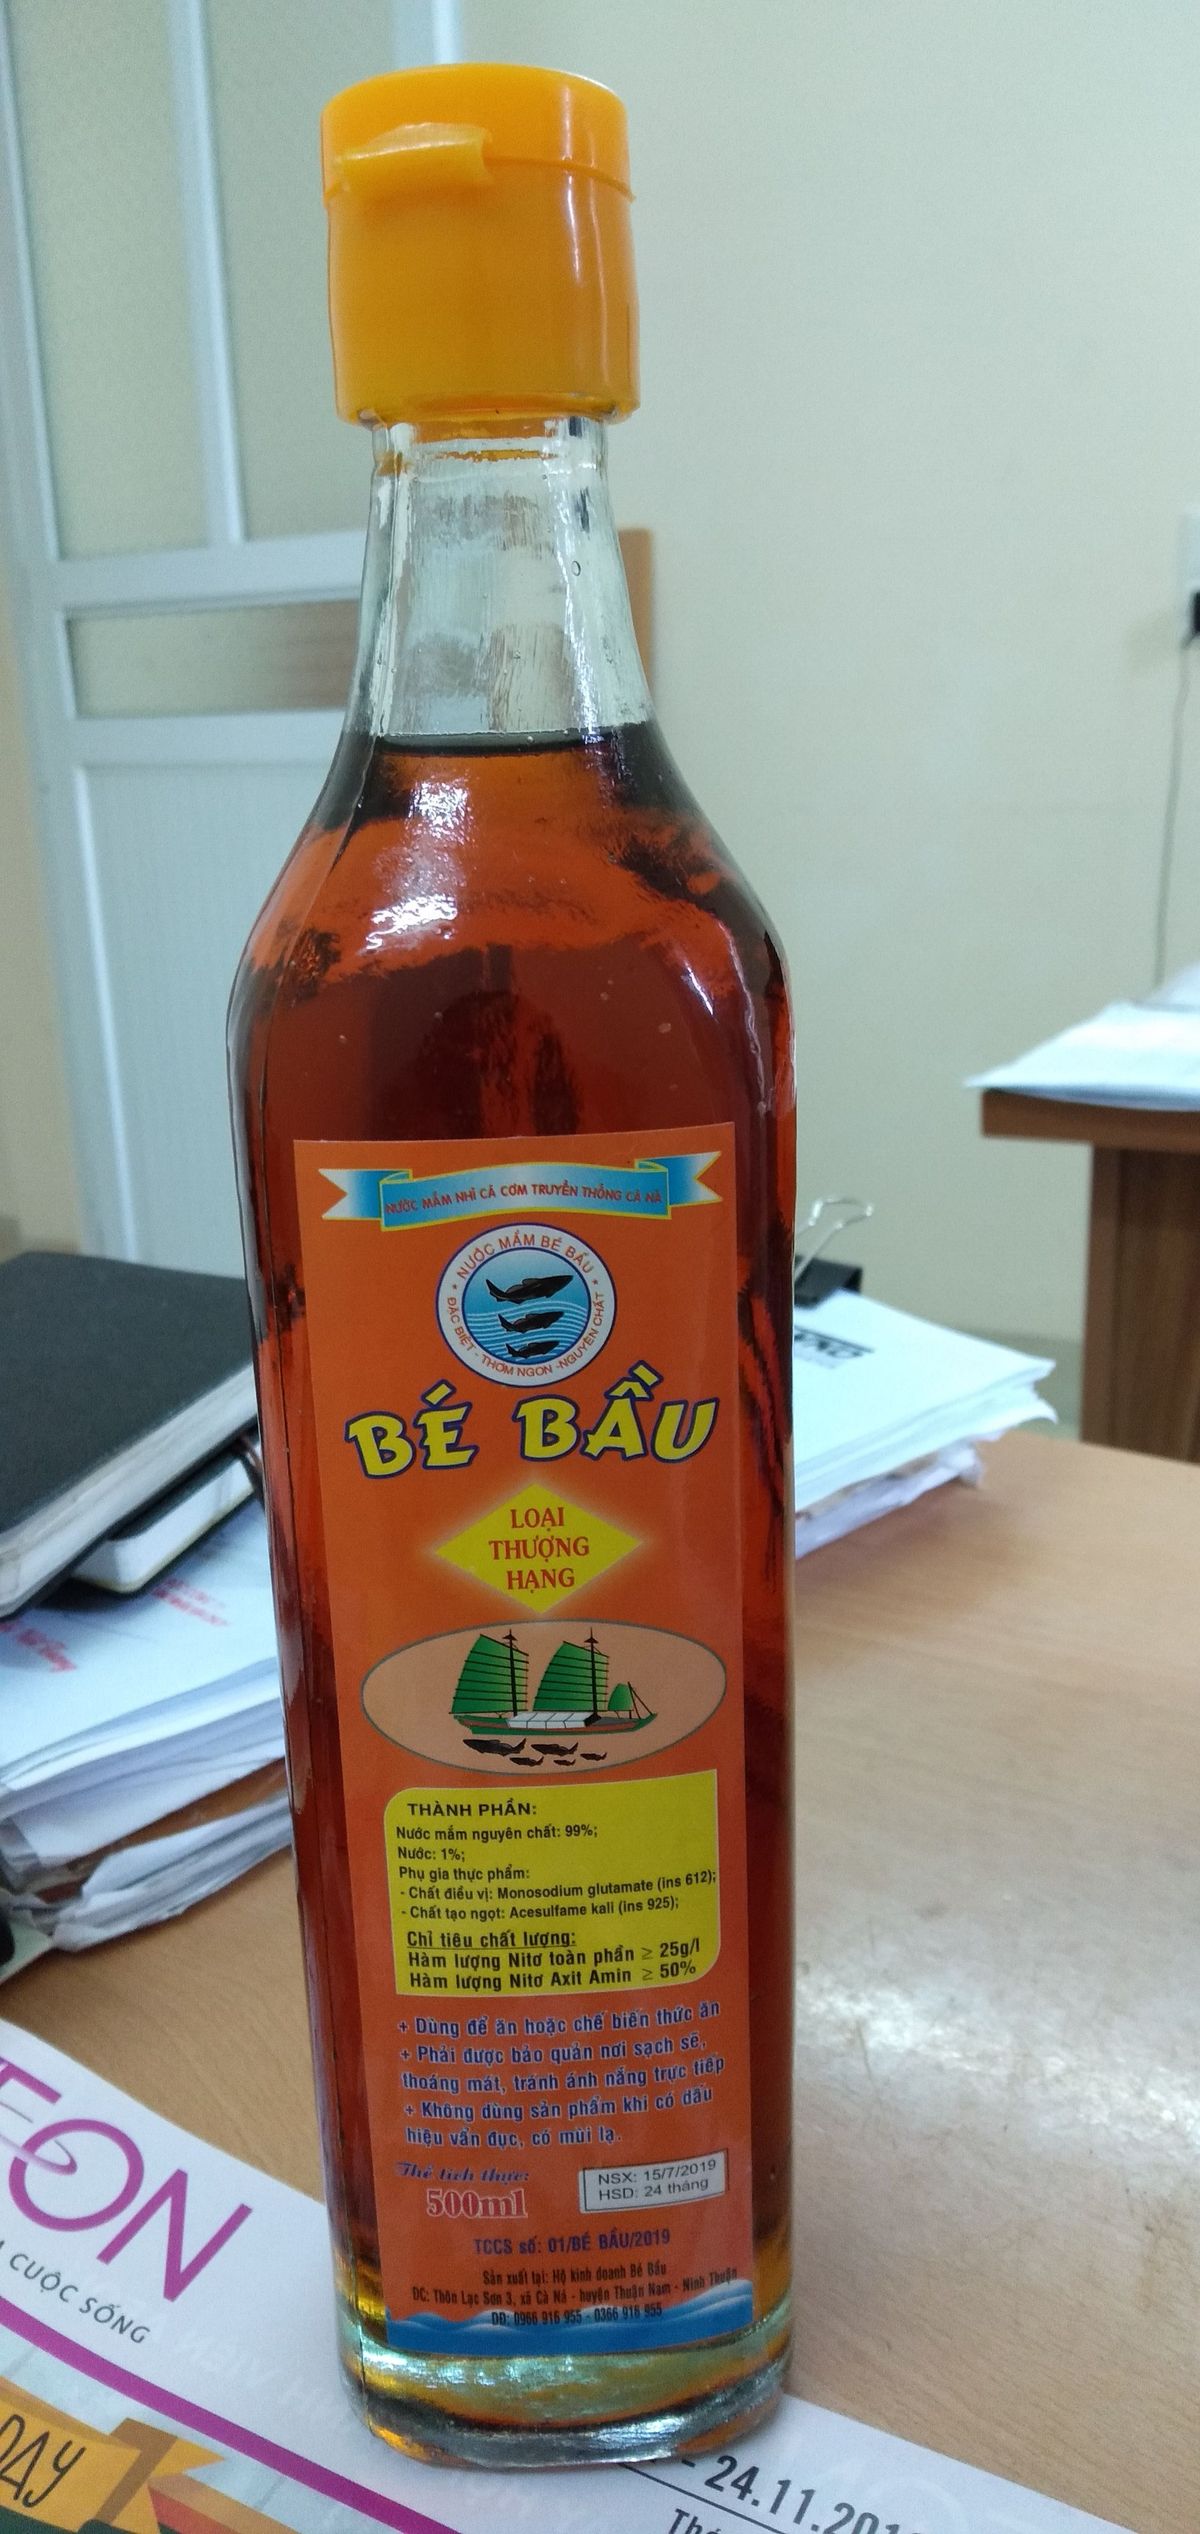 NƯỚC MẮM NHỈ CÁ CƠM TRUYỀN THỐNG CÀ NÁ
* NƯỚC MẮM BÉ BẦU *
ĐẶC BIỆT - THƠM NGON - NGUYÊN CHẤT
BÉ BẦU
LOẠI
THƯỢNG
HẠNG
THÀNH PHẦN:
Nước mắm nguyên chất: 99%;
Nước: 1%;
Phụ gia thực phẩm:
- Chất điều vị: Monosodium glutamate (ins 612);
- Chất tạo ngọt: Acesulfame kali (ins 925);
Chỉ tiêu chất lượng:
Hàm lượng Nitơ toàn phần ≥ 25g/l
Hàm lượng Nitơ Axit Amin ≥ 50%
+ Dùng để ăn hoặc chế biến thức ăn
+ Phải được bảo quản nơi sạch sẽ,
thoáng mát, tránh ánh nắng trực tiếp
+ Không dùng sản phẩm khi có dấu
hiệu vẩn đục, có mùi lạ.
Thể tích thực:
500ml
NSX: 15/7/2019
HSD: 24 tháng
TCCS số: 01/BÉ BẦU/2019
Sản xuất tại: Hộ kinh doanh Bé Bầu
ĐC: Thôn Lạc Sơn 3, xã Cà Ná - huyện Thuận Nam - Ninh Thuận
DĐ: 0966 916 955 - 0366 916 955
EON
CUỘC SỐNG
DAY
- 24.11.201